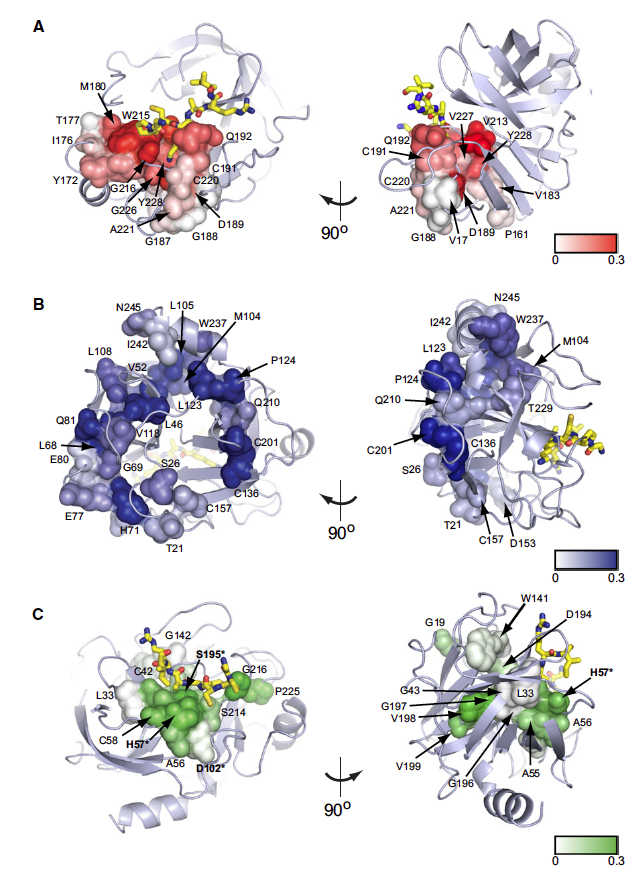 A
M180
T177
W215
I176
Q192
Y172
C191
G216
C220
Y228
G226
A221
D189
G187
G188
90°
V227
V213
Q192
Y228
C191
C220
V183
A221
G188
V17
D189
P161
0 0.3
B
L105
N245
W237
M104
I242
L108
V52
P124
L123
Q210
Q81
L46
V118
L68
C201
E80
G69
S26
C136
E77
C157
H71
T21
90°
N245
I242
W237
L123
M104
P124
Q210
T229
C201
C136
S26
T21
C157
D153
0 0.3
C
G142
S195*
C42
G216
P225
L33
S214
C58
H57*
A56
D102*
90°
W141
D194
G19
H57*
G43
L33
G197
V198
A56
V199
G196
A55
0 0.3